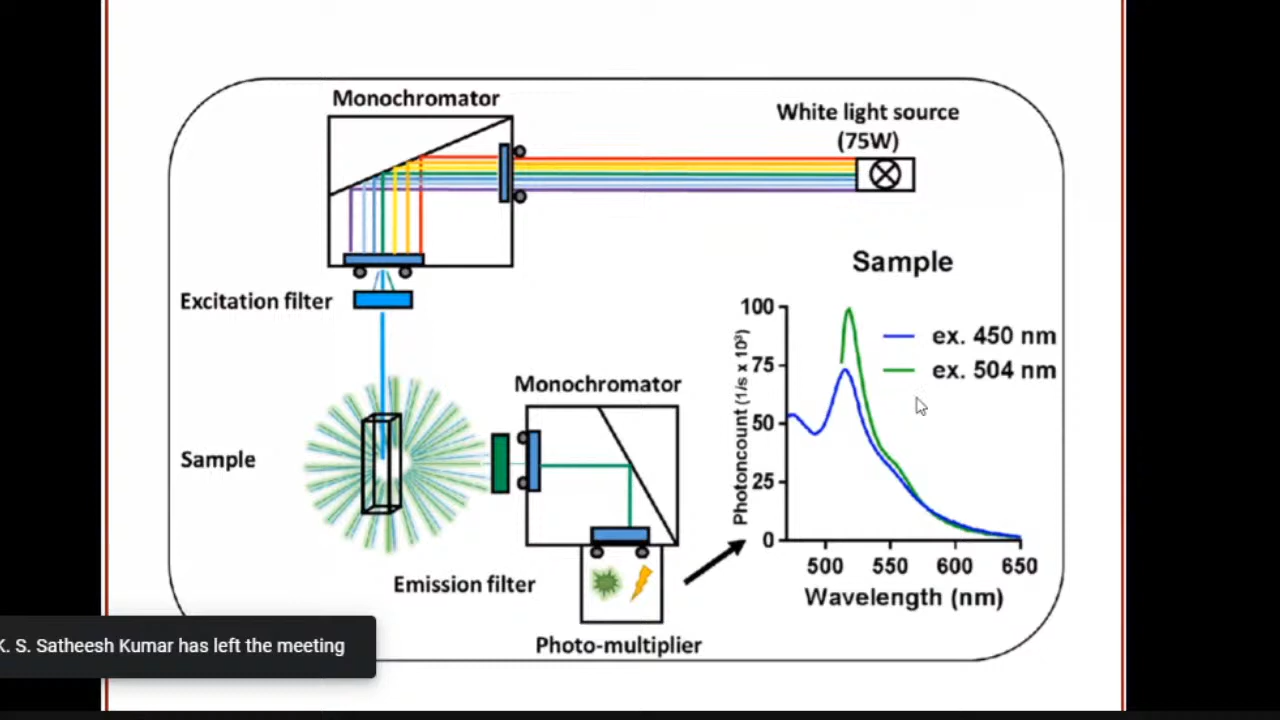 Monochromator
White light source
(75W)
Excitation filter
Sample
Monochromator
Sample
Emission filter
Photo-multiplier
Sample
100
75
50
25
0
Photoncount (1/s x 10³)
ex. 450 nm
ex. 504 nm
500 550 600 650
Wavelength (nm)
K. S. Satheesh Kumar has left the meeting